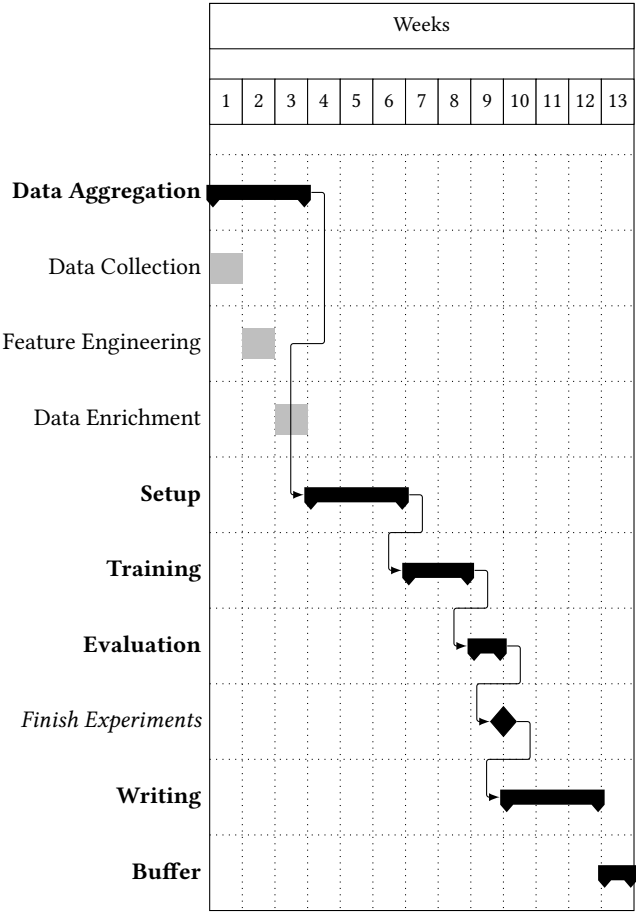 Weeks
1 2 3 4 5 6 7 8 9 10 11 12 13
Data Aggregation
Data Collection
Feature Engineering
Data Enrichment
Setup
Training
Evaluation
Finish Experiments
Writing
Buffer